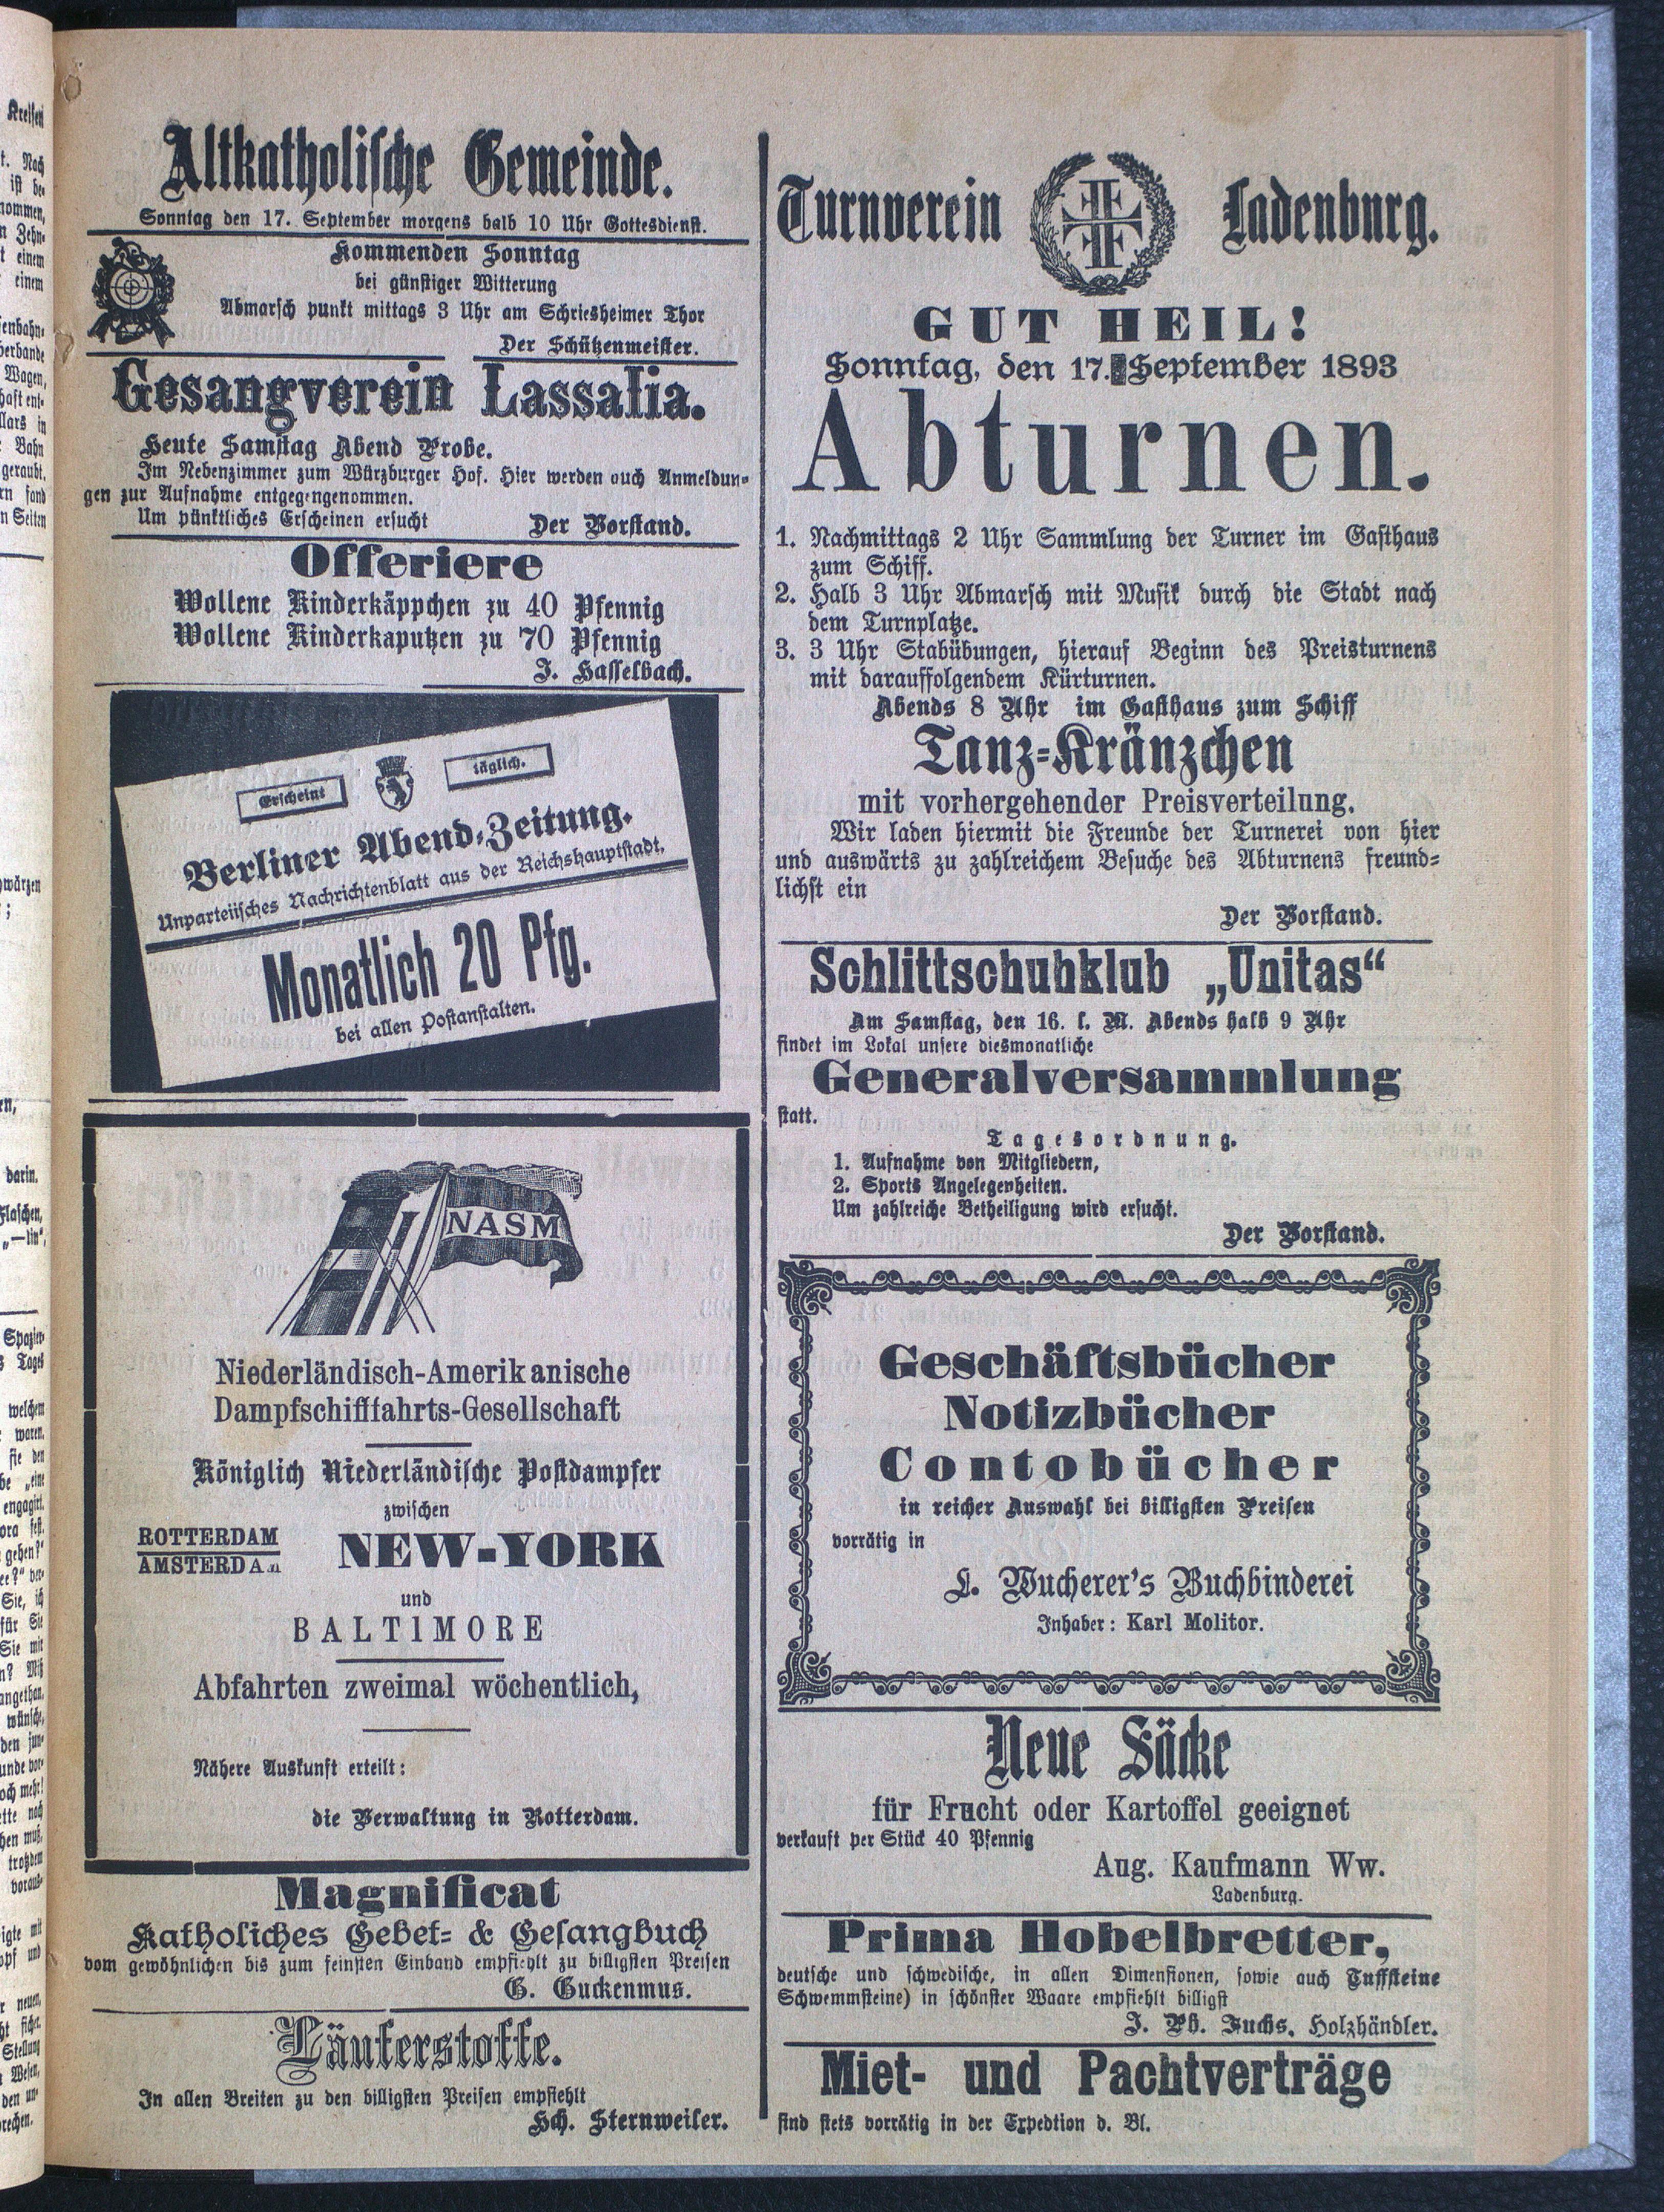 Altkatholische Gemeinde.
Sonntag den 17. September morgens halb 10 Uhr Gottesdienst.
Kommenden Sonntag
bei günstiger Witterung
Abmarsch punkt mittags 3 Uhr am Schriesheimer Thor
Der Schützenmeister.
Gesangverein Lassalia.
Heute Samstag Abend Probe.
Im Nebenzimmer zum Würzburger Hof. Hier werden ouch Anmeldun-
gen zur Aufnahme entgegengenommen.
Um pünktliches Erscheinen ersucht Der Vorstand.
Offeriere
Wollene Kinderkäppchen zu 40 Pfennig
Wollene Kinderkaputzen zu 70 Pfennig
J. Hasselbach.
Erscheint täglich.
Berliner Abend-Zeitung.
Unparteiisches Nachrichtenblatt aus der Reichshauptstadt.
Monatlich 20 Pfg.
bei allen Postanstalten.
NASM
Niederländisch-Amerikanische
Dampfschifffahrts-Gesellschaft
Königlich Niederländische Postdampfer
zwischen
ROTTERDAM
AMSTERDAM
NEW-YORK
und
BALTIMORE
Abfahrten zweimal wöchentlich,
Nähere Auskunft erteilt:
die Verwaltung in Rotterdam.
Magnificat
Katholiches Gebet- & Gesangbuch
vom gewöhnlichen bis zum feinsten Einband empfiehlt zu billigsten Preisen
G. Guckenmus.
Läuferstoffe.
In allen Breiten zu den billigsten Preisen empfiehlt
Hch. Sternweiler.
Turnverein Ladenburg.
GUT HEIL!
Sonntag, den 17. September 1893
Abturnen.
1. Nachmittags 2 Uhr Sammlung der Turner im Gasthaus
zum Schiff.
2. Halb 3 Uhr Abmarsch mit Musik durch die Stadt nach
dem Turnplatze.
3. 3 Uhr Stabübungen, hierauf Beginn des Preisturnens
mit darauffolgendem Kürturnen.
Abends 8 Uhr im Gasthaus zum Schiff
Tanz-Kränzchen
mit vorhergehender Preisverteilung.
Wir laden hiermit die Freunde der Turnerei von hier
und auswärts zu zahlreichem Besuche des Abturnens freund-
lichst ein
Der Vorstand.
Schlittschuhklub „Unitas“
Am Samstag, den 16. l. M. Abends halb 9 Uhr
findet im Lokal unsere diesmonatliche
Generalversammlung
statt.
Tagesordnung.
1. Aufnahme von Mitgliedern,
2. Sports Angelegenheiten.
Um zahlreiche Betheiligung wird ersucht.
Der Vorstand.
Geschäftsbücher
Notizbücher
Contobücher
in reicher Auswahl bei billigsten Preisen
vorrätig in
L. Wucherer's Buchbinderei
Inhaber: Karl Molitor.
Neue Säcke
für Frucht oder Kartoffel geeignet
verkauft per Stück 40 Pfennig
Aug. Kaufmann Ww.
Ladenburg.
Prima Hobelbretter,
deutsche und schwedische, in allen Dimensionen, sowie auch Tuffsteine
Schwemmsteine) in schönster Waare empfiehlt billigst
J. Ph. Fuchs, Holzhändler.
Miet- und Pachtverträge
sind stets vorrätig in der Expedtion d. Bl.